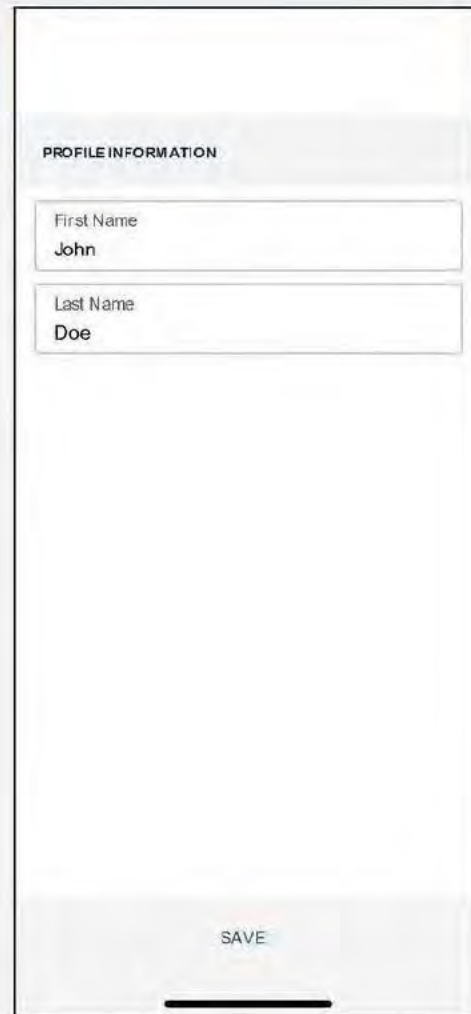 PROFILE INFORMATION
First Name
John
Last Name
Doe
SAVE